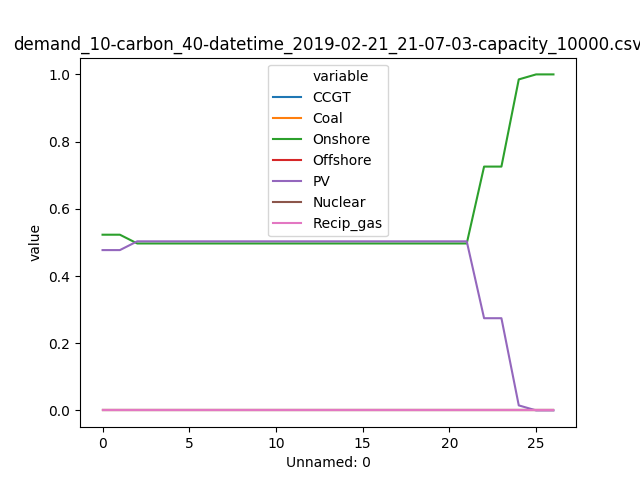 demand_10-carbon_40-datetime_2019-02-21_21-07-03-capacity_10000.csv
variable
CCGT
Coal
Onshore
Offshore
PV
Nuclear
Recip_gas
value
1.0
0.8
0.6
0.4
0.2
0.0
0
5
10
15
20
25
Unnamed: 0